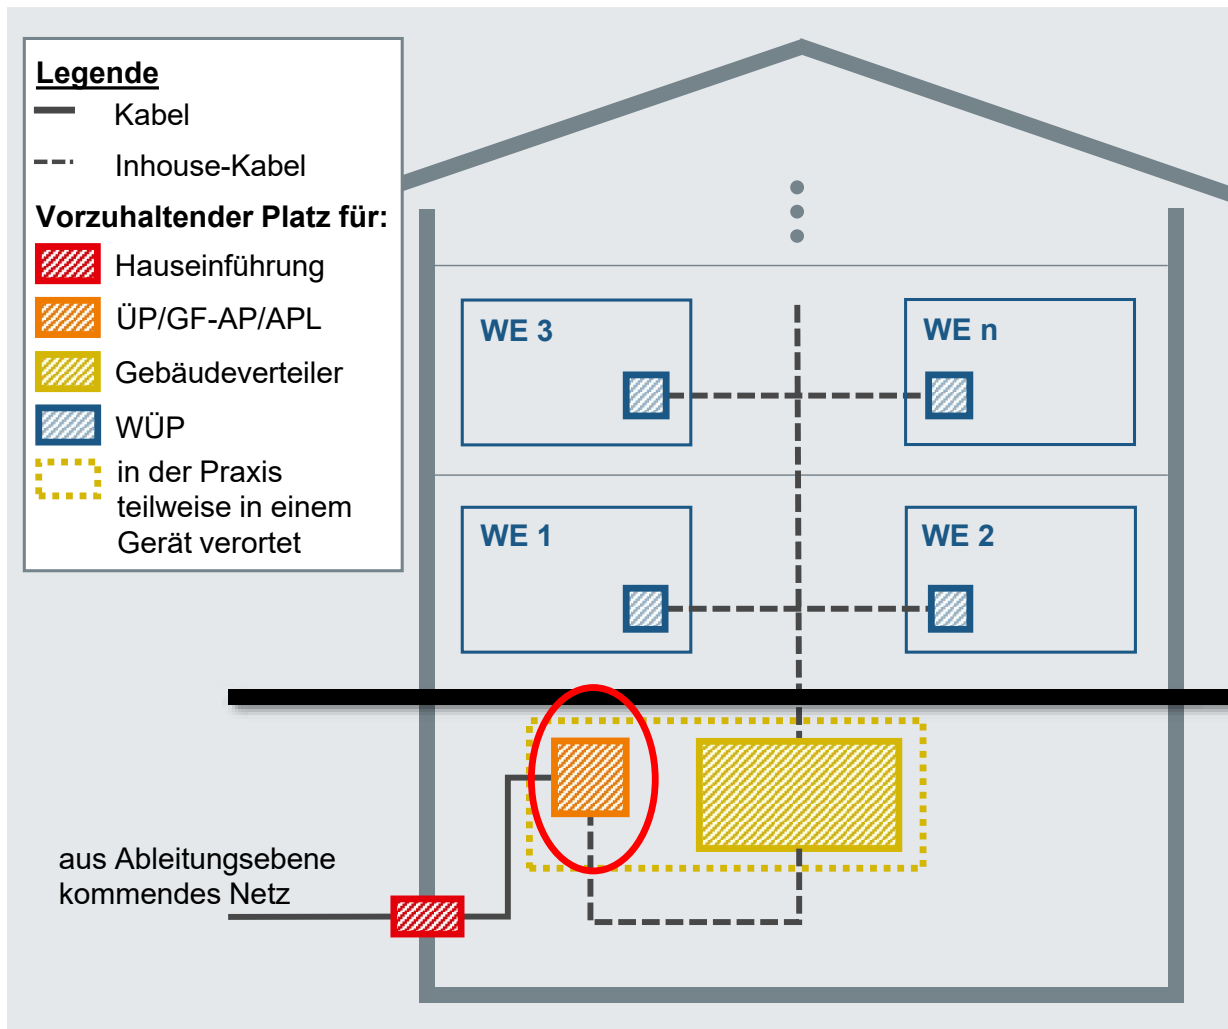 Legende
Kabel
Inhouse-Kabel
Vorzuhaltender Platz für:
Hauseinführung
ÜP/GF-AP/APL
Gebäudeverteiler
WÜP
in der Praxis
teilweise in einem
Gerät verortet
WE 3
WE n
WE 1
WE 2
aus Ableitungsebene
kommendes Netz